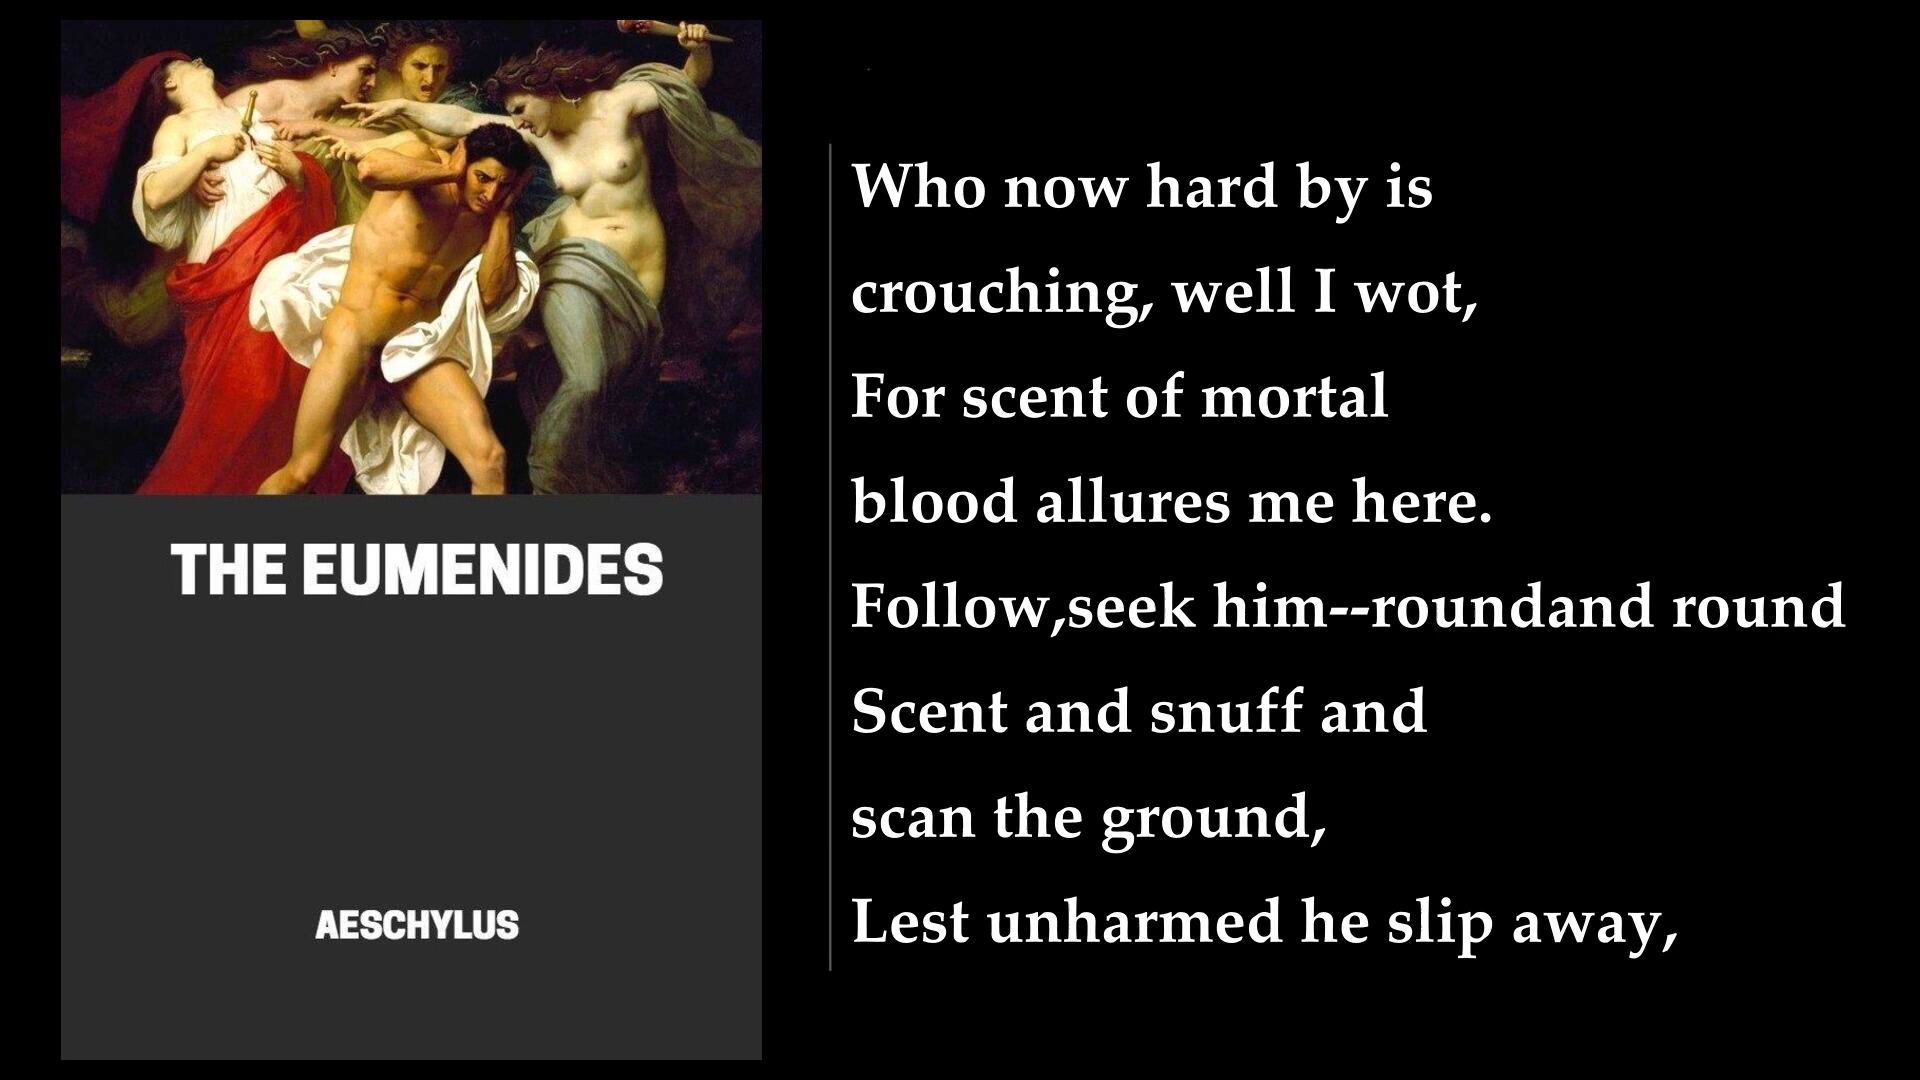 THE EUMENIDES
AESCHYLUS
Who now hard by is
crouching, well I wot,
For scent of mortal
blood allures me here.
Follow,seek him--roundand round
Scent and snuff and
scan the ground,
Lest unharmed he slip away,